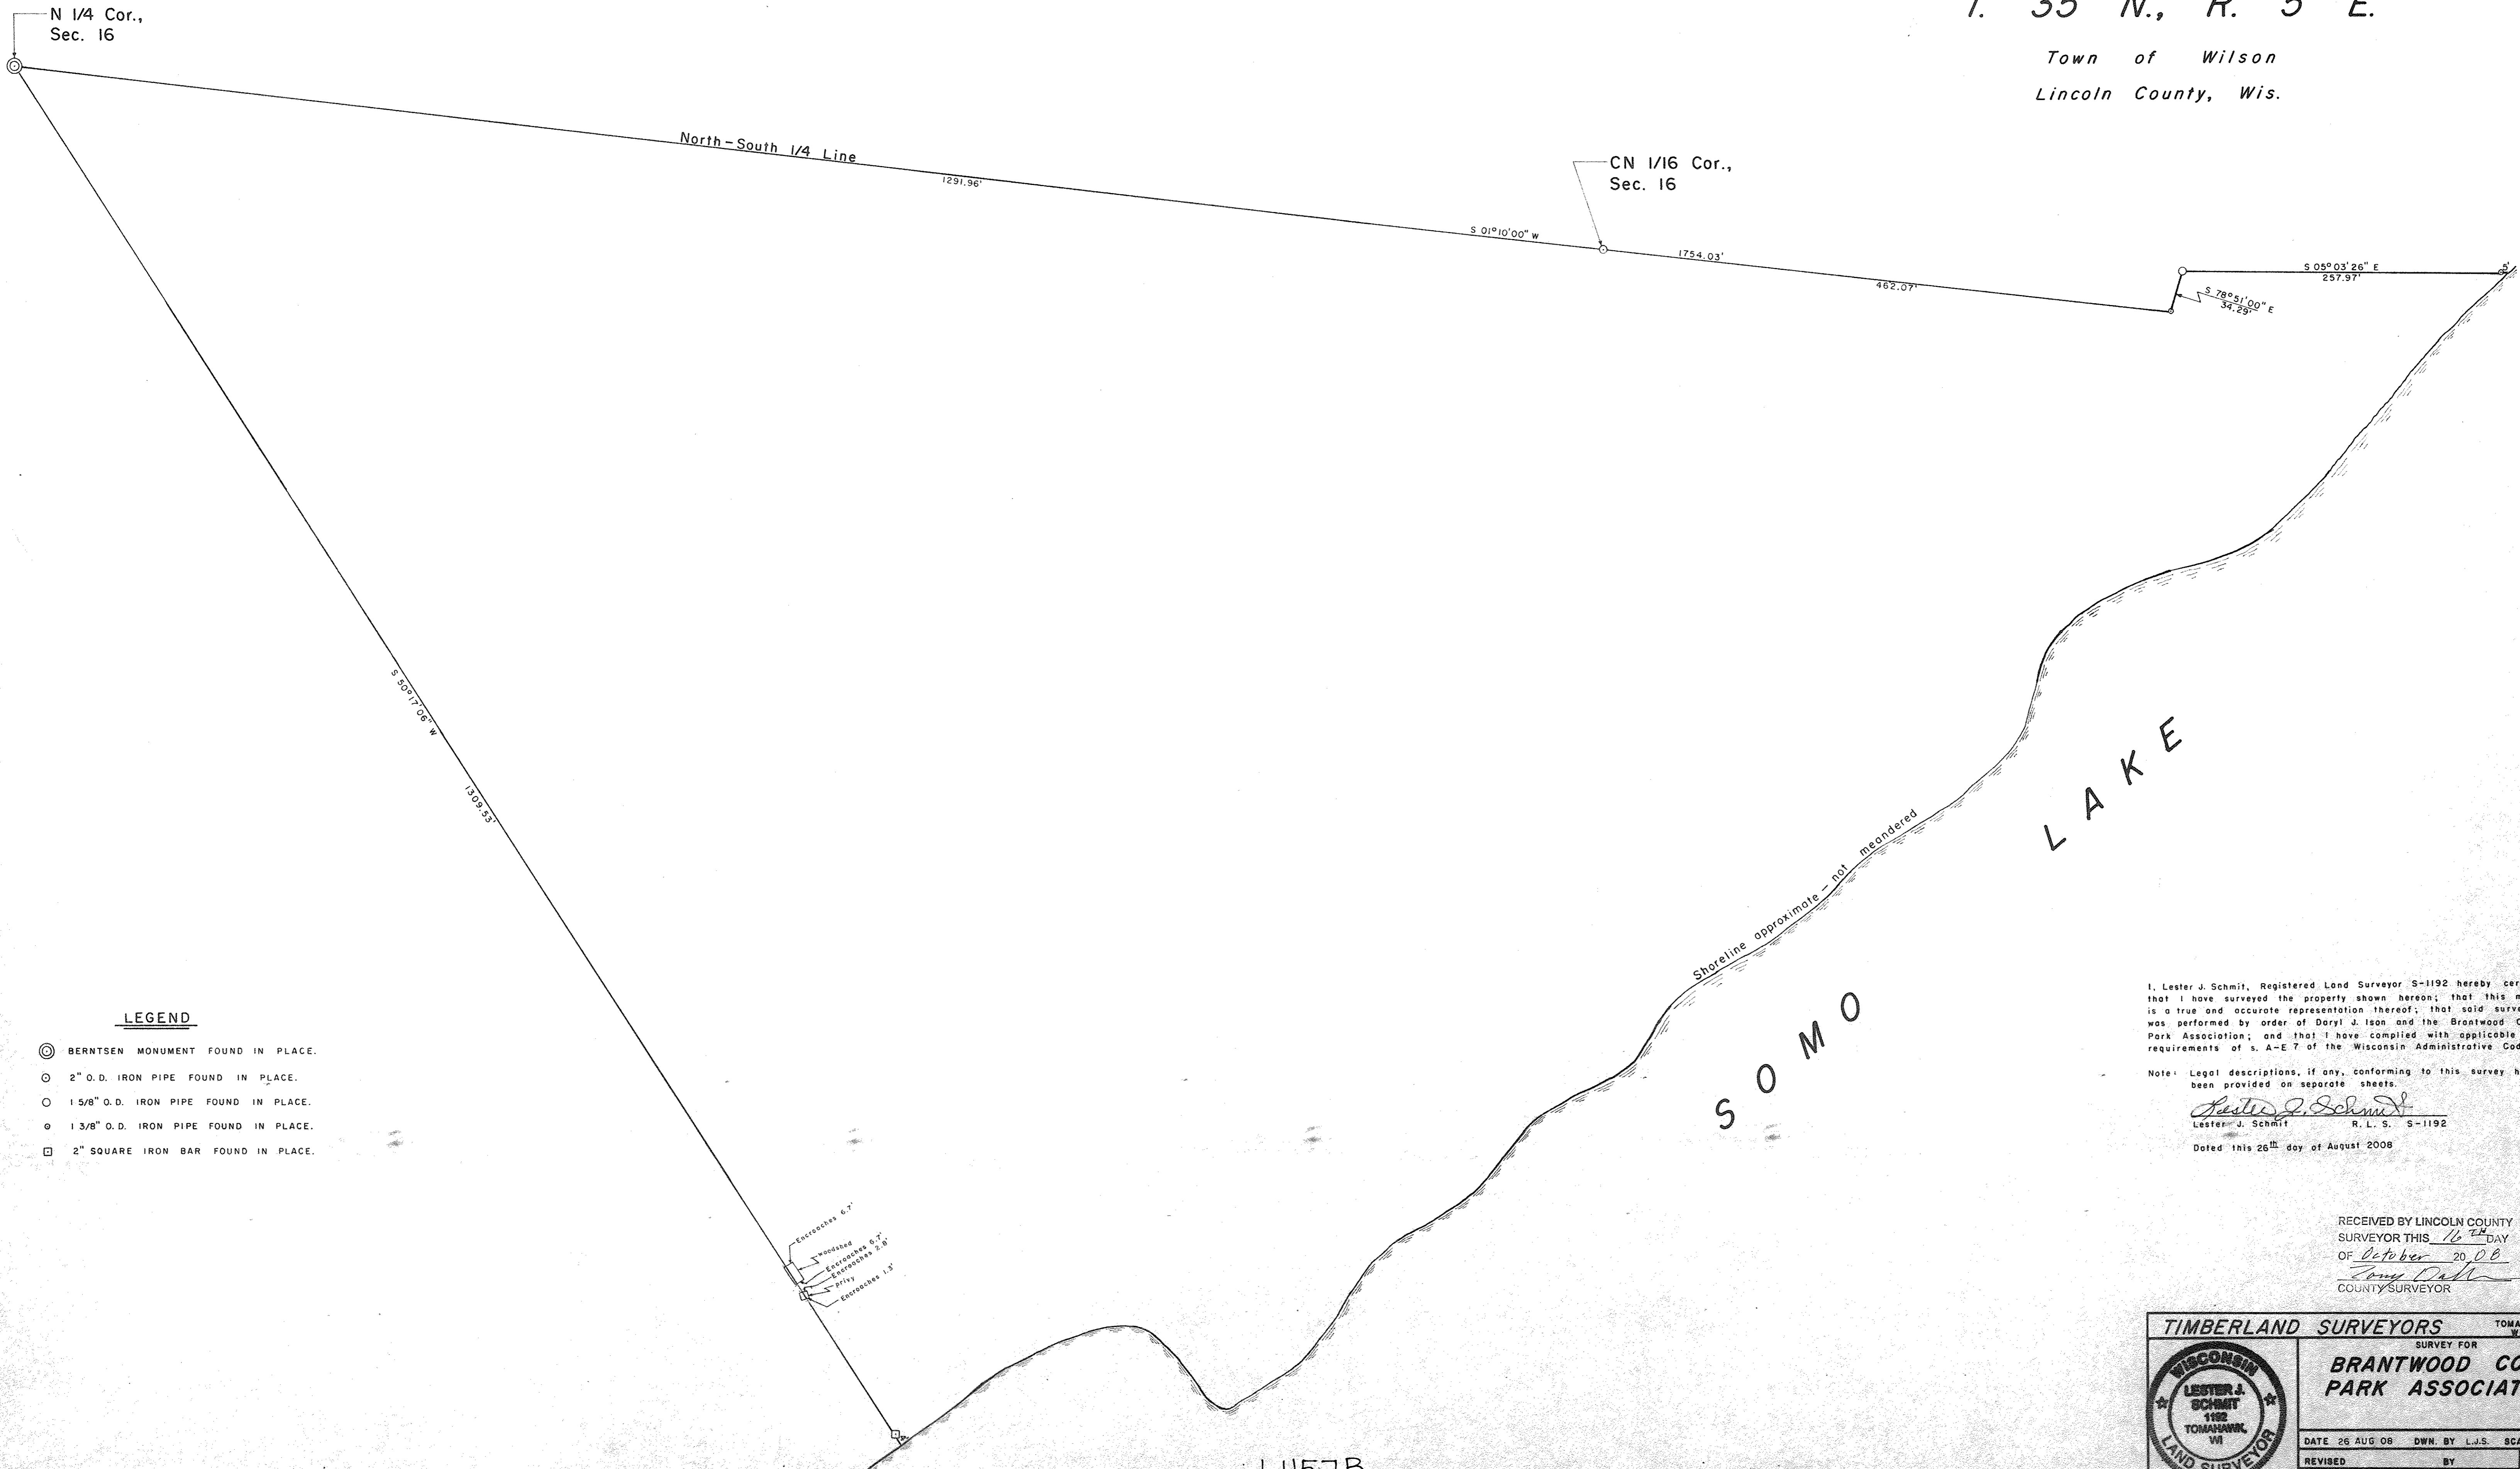 N 1/4 Cor.,
Sec. 16
T. 35 N., R. 5 E.
Town of Wilson
Lincoln County, Wis.
North-South 1/4 Line
1291.96'
CN 1/16 Cor.,
Sec. 16
S 01°10'00" W
1754.03'
462.07'
S 05°03'26" E
257.97'
5'
S 78°51'00" E
34.29'
S 50°17'06" W
1309.53'
Shoreline approximate - not meandered
SOMO LAKE
LEGEND
BERNTSEN MONUMENT FOUND IN PLACE.
2" O.D. IRON PIPE FOUND IN PLACE.
1 5/8" O.D. IRON PIPE FOUND IN PLACE.
1 3/8" O.D. IRON PIPE FOUND IN PLACE.
2" SQUARE IRON BAR FOUND IN PLACE.
Encroaches 6.7'
woodshed
Encroaches 5.7'
Encroaches 2.8'
privy
Encroaches 1.3'
I, Lester J. Schmit, Registered Land Surveyor S-1192 hereby cer
that I have surveyed the property shown hereon; that this m
is a true and accurate representation thereof; that said surve
was performed by order of Daryl J. Ison and the Brantwood C
Park Association; and that I have complied with applicable
requirements of s. A-E 7 of the Wisconsin Administrative Cod
Note: Legal descriptions, if any, conforming to this survey h
been provided on separate sheets.
Lester J. Schmit
Lester J. Schmit R.L.S. S-1192
Dated this 26th day of August 2008
RECEIVED BY LINCOLN COUNTY
SURVEYOR THIS 16TH DAY
OF October 2008
COUNTY SURVEYOR
TIMBERLAND SURVEYORS TOMA
W
SURVEY FOR
BRANTWOOD CO
PARK ASSOCIAT
WISCONSIN
LESTER J.
SCHMIT
1192
TOMAHAWK,
WI
LAND SURVEYOR
DATE 26 AUG 08 DWN. BY L.J.S. SCA
REVISED BY